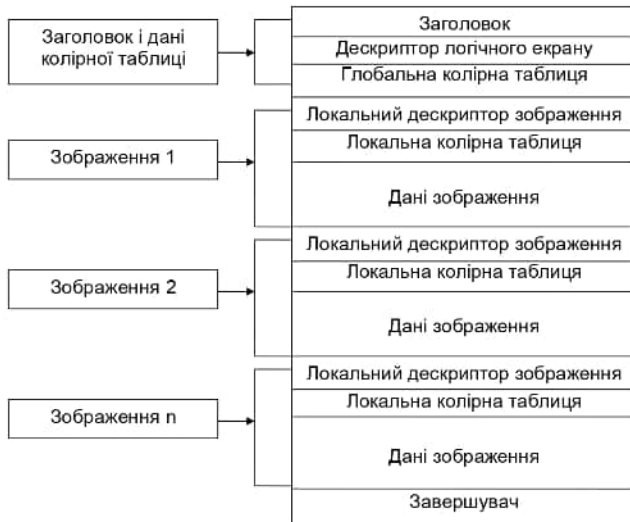 Заголовок і дані
колірної таблиці
Заголовок
Дескриптор логічного екрану
Глобальна колірна таблиця
Зображення 1
Локальний дескриптор зображення
Локальна колірна таблиця
Дані зображення
Зображення 2
Локальний дескриптор зображення
Локальна колірна таблиця
Дані зображення
Зображення n
Локальний дескриптор зображення
Локальна колірна таблиця
Дані зображення
Завершувач